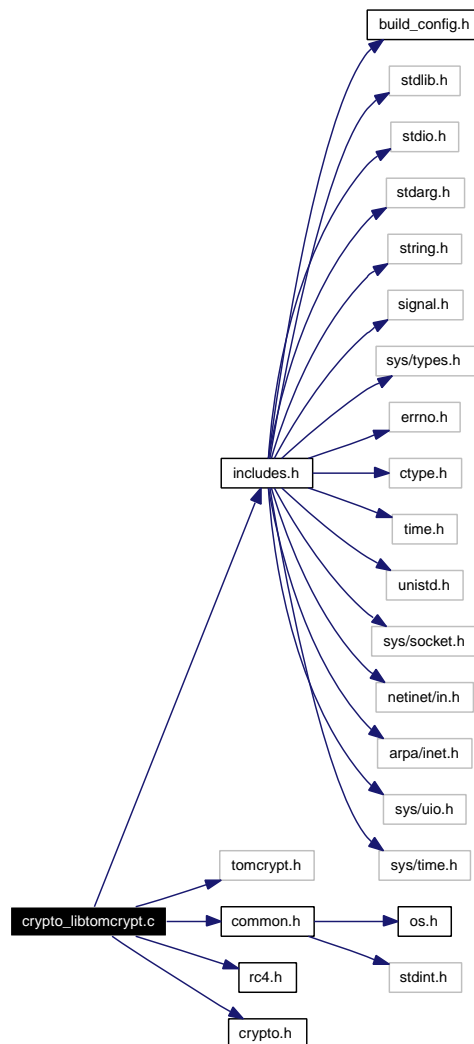 build_config.h
stdlib.h
stdio.h
stdarg.h
string.h
signal.h
sys/types.h
errno.h
includes.h
ctype.h
time.h
unistd.h
sys/socket.h
netinet/in.h
arpa/inet.h
sys/uio.h
tomcrypt.h
sys/time.h
crypto_libtomcrypt.c
common.h
os.h
rc4.h
stdint.h
crypto.h